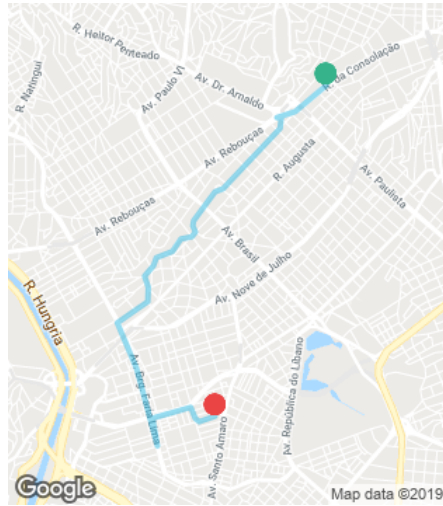 R. Heitor Penteado
R. da Consolação
R. Natingui
Av. Paulo VI
Av. Dr. Arnaldo
Av. Rebouças
R. Augusta
Av. Paulista
Av. Rebouças
Av. Brasil
Av. Nove de Julho
R. Hungria
Av. Brg. Faria Lima
Av. República do Líbano
Av. Santo Amaro
Google
Map data ©2019